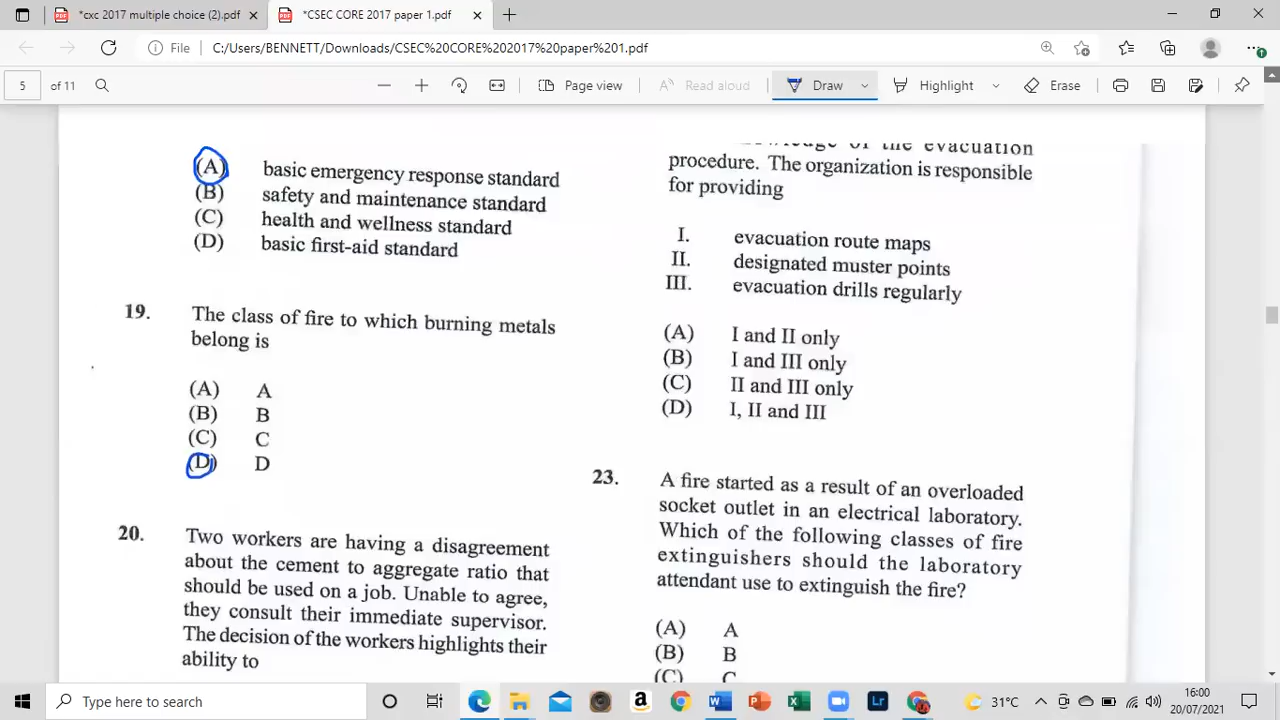 *cxc 2017 multiple choice (2).pdf
*CSEC CORE 2017 paper 1.pdf
File C:/Users/BENNETT/Downloads/CSEC%20CORE%202017%20paper%201.pdf
5 of 11 Page view Read aloud Draw Highlight Erase
(A) basic emergency response standard
(B) safety and maintenance standard
(C) health and wellness standard
(D) basic first-aid standard
19. The class of fire to which burning metals
belong is
(A) A
(B) B
(C) C
(D) D
20. Two workers are having a disagreement
about the cement to aggregate ratio that
should be used on a job. Unable to agree,
they consult their immediate supervisor.
The decision of the workers highlights their
ability to
of the evacuation
procedure. The organization is responsible
for providing
I. evacuation route maps
II. designated muster points
III. evacuation drills regularly
(A) I and II only
(B) I and III only
(C) II and III only
(D) I, II and III
23. A fire started as a result of an overloaded
socket outlet in an electrical laboratory.
Which of the following classes of fire
extinguishers should the laboratory
attendant use to extinguish the fire?
(A) A
(B) B
(C) C
Type here to search
31°C 16:00
20/07/2021